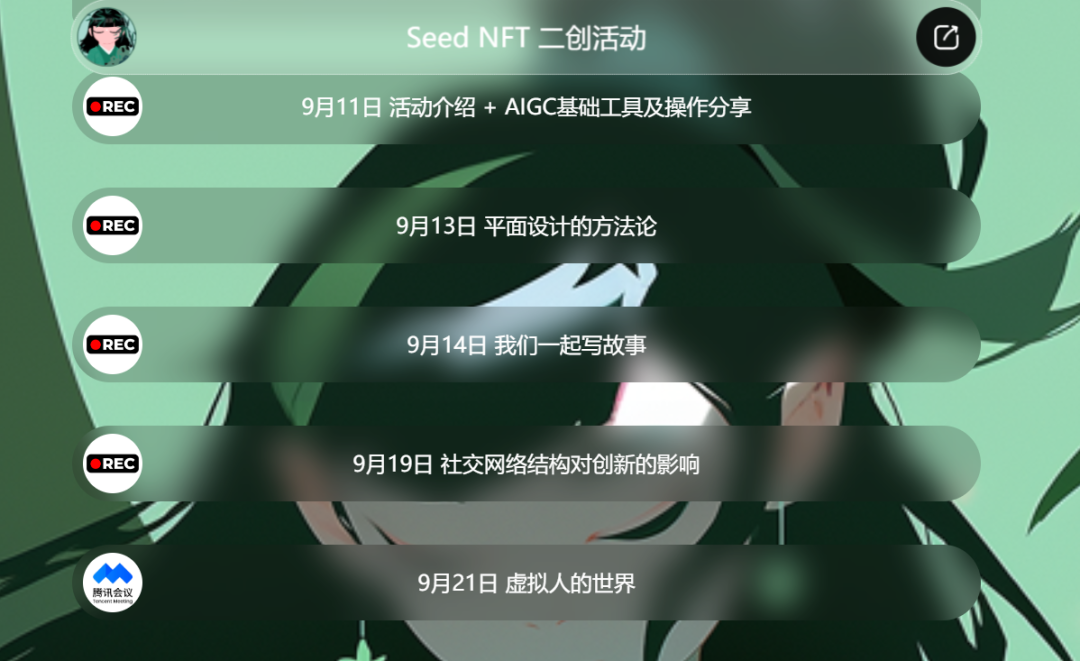 Seed NFT 二创活动
REC
9月11日 活动介绍 + AIGC基础工具及操作分享
REC
9月13日 平面设计的方法论
REC
9月14日 我们一起写故事
REC
9月19日 社交网络结构对创新的影响
腾讯会议
Tencent Meeting
9月21日 虚拟人的世界